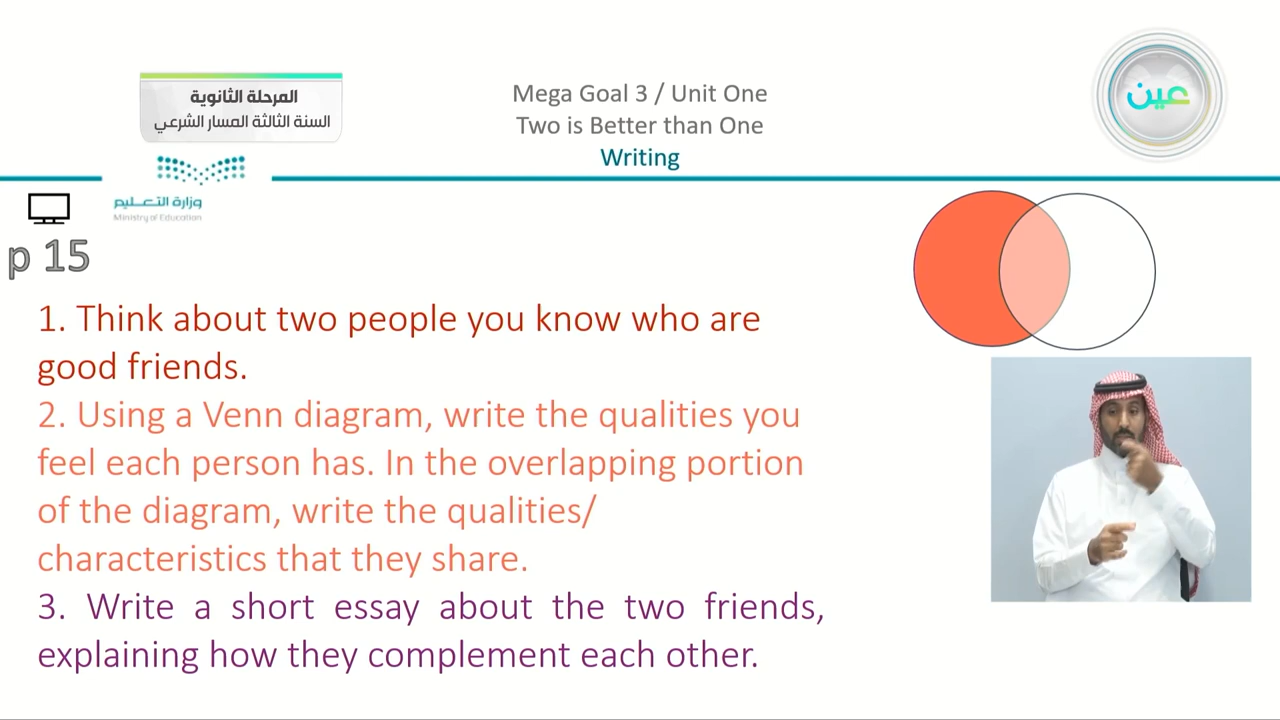 المرحلة الثانوية
السنة الثالثة المسار الشرعي
Mega Goal 3 / Unit One
Two is Better than One
Writing
عين
وزارة التعليم
Ministry of Education
p 15
1. Think about two people you know who are
good friends.
2. Using a Venn diagram, write the qualities you
feel each person has. In the overlapping portion
of the diagram, write the qualities/
characteristics that they share.
3. Write a short essay about the two friends,
explaining how they complement each other.